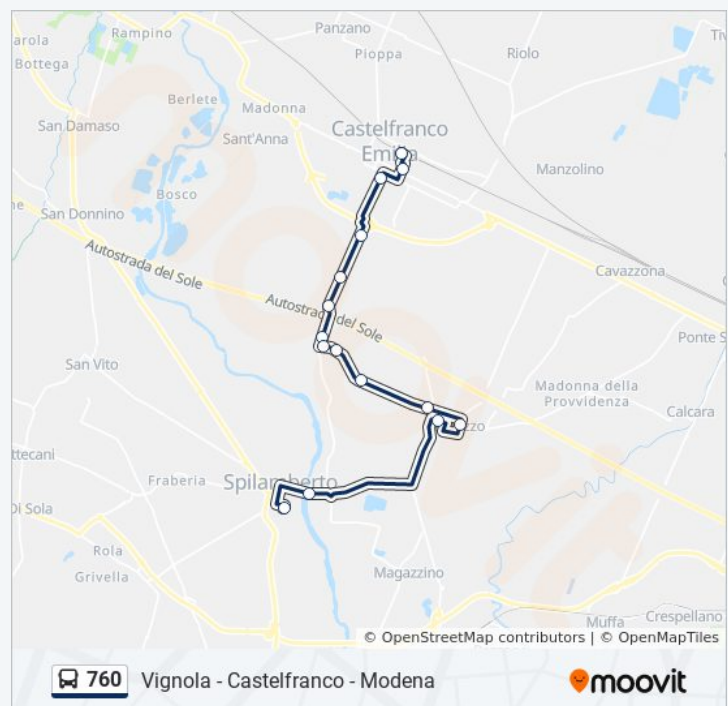 Rampino
Panzano
arola
Bottega
Pioppa
Riolo
Berlete
Madonna
San Damaso
Sant'Anna
Castelfranco
Emilia
Manzolino
Bosco
San Donnino
Autostrada del Sole
Cavazzona
Autostrada del Sole
Ponte S
San Vito
Madonna della
Provvidenza
Calcara
zzo
ttecani
Fraberia
Spilamberto
Di Sola
Rola
Grivella
Magazzino
Crespellano
Muffa
© OpenStreetMap contributors | © OpenMapTiles
760 Vignola - Castelfranco - Modena
moovit